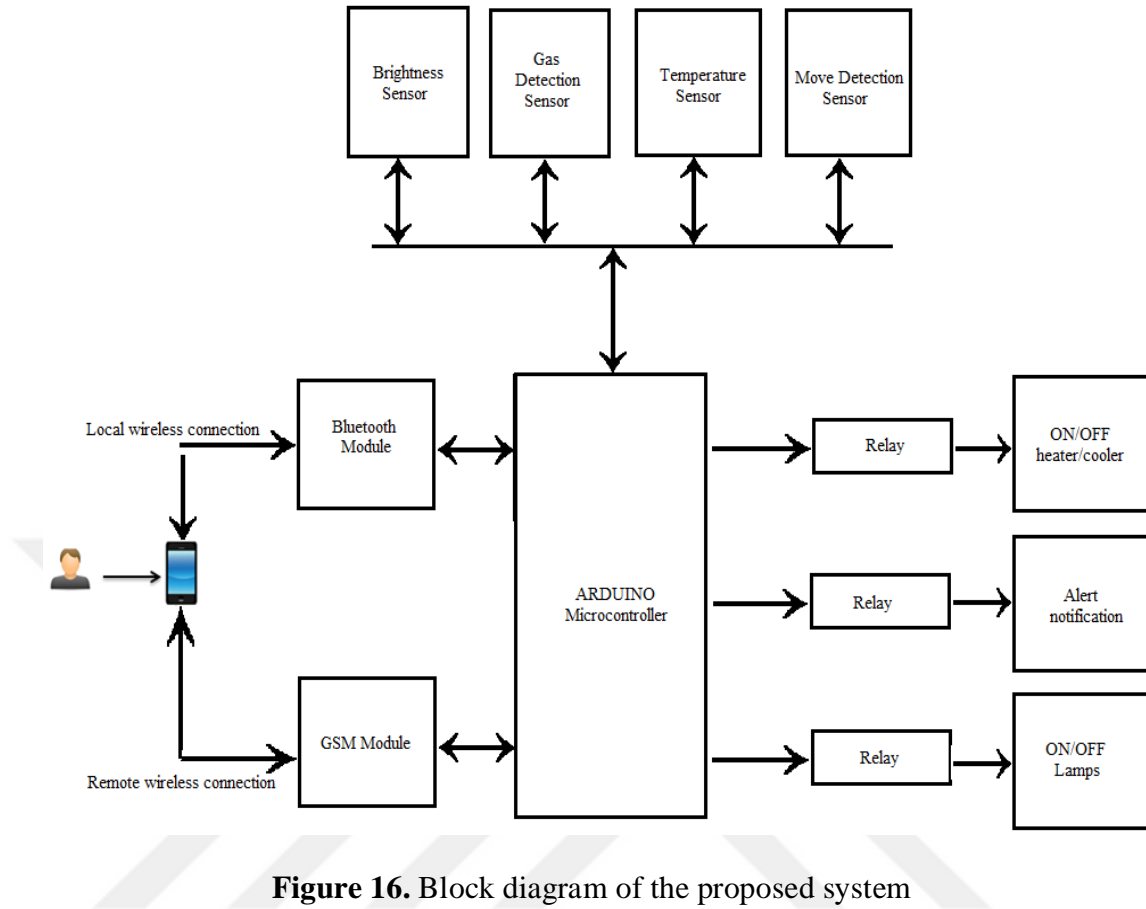 Brightness
Sensor
Gas
Detection
Sensor
Temperature
Sensor
Move Detection
Sensor
Local wireless connection
Bluetooth
Module
ARDUINO
Microcontroller
Relay
ON/OFF
heater/cooler
Relay
Alert
notification
GSM Module
Remote wireless connection
Relay
ON/OFF
Lamps
Figure 16. Block diagram of the proposed system